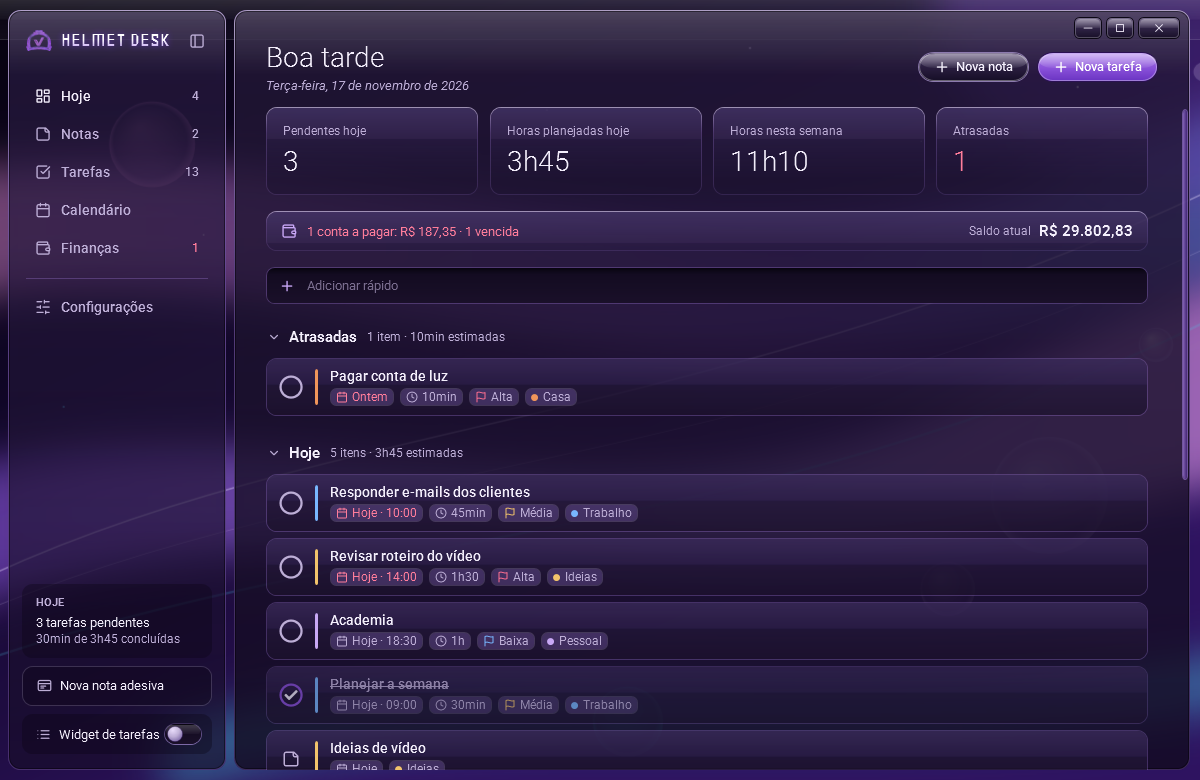 HELMET DESK
Hoje 4
Notas 2
Tarefas 13
Calendário
Finanças 1
Configurações
HOJE
3 tarefas pendentes
30min de 3h45 concluídas
Nova nota adesiva
Widget de tarefas
Boa tarde
Terça-feira, 17 de novembro de 2026
Nova nota
Nova tarefa
Pendentes hoje
3
Horas planejadas hoje
3h45
Horas nesta semana
11h10
Atrasadas
1
1 conta a pagar: R$ 187,35 · 1 vencida
Saldo atual R$ 29.802,83
Adicionar rápido
Atrasadas 1 item · 10min estimadas
Pagar conta de luz
Ontem 10min Alta Casa
Hoje 5 itens · 3h45 estimadas
Responder e-mails dos clientes
Hoje · 10:00 45min Média Trabalho
Revisar roteiro do vídeo
Hoje · 14:00 1h30 Alta Ideias
Academia
Hoje · 18:30 1h Baixa Pessoal
Planejar a semana
Hoje · 09:00 30min Média Trabalho
Ideias de vídeo
Hoje Ideias